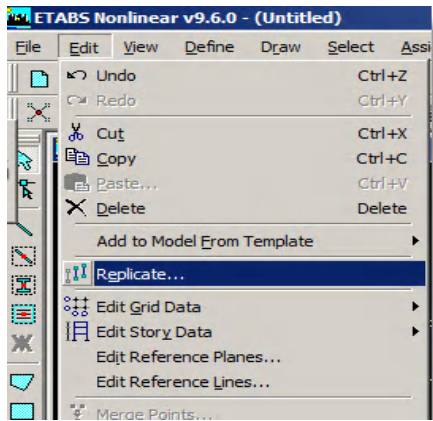 ETABS Nonlinear v9.6.0 - (Untitled)
File Edit View Define Draw Select Assi
Undo Ctrl+Z
Redo Ctrl+Y
Cut Ctrl+X
Copy Ctrl+C
Paste... Ctrl+V
Delete Delete
Add to Model From Template
Replicate...
Edit Grid Data
Edit Story Data
Edit Reference Planes...
Edit Reference Lines...
Merge Points...